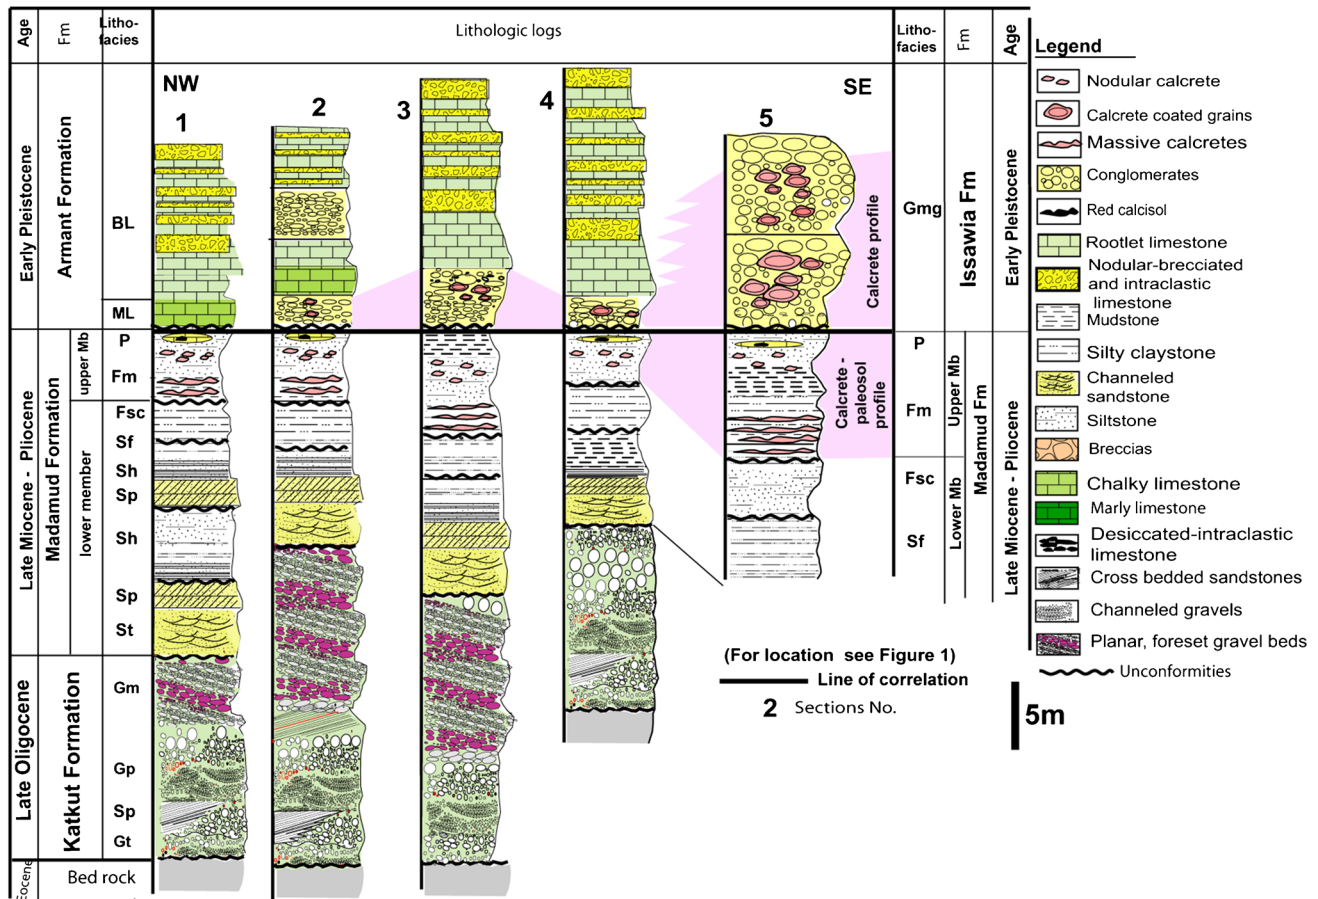 Age
Fm
Litho-
facies
Lithologic logs
Litho-
facies
Fm
Age
Early Pleistocene
Armant Formation
BL
ML
Late Miocene - Pliocene
Madamud Formation
upper Mb
lower member
P
Fm
Fsc
Sf
Sh
Sp
Sh
Sp
St
Late Oligocene
Katkut Formation
Gm
Gp
Sp
Gt
Eocene
Bed rock
NW
SE
1
2
3
4
5
Calcrete profile
Calcrete -
paleosol
profile
Gmg
Issawia Fm
Early Pleistocene
P
Fm
Fsc
Sf
Upper Mb
Lower Mb
Madamud Fm
Late Miocene - Pliocene
(For location see Figure 1)
Line of correlation
2 Sections No.
5m
Legend
Nodular calcrete
Calcrete coated grains
Massive calcretes
Conglomerates
Red calcisol
Rootlet limestone
Nodular-brecciated
and intraclastic
limestone
Mudstone
Silty claystone
Channeled
sandstone
Siltstone
Breccias
Chalky limestone
Marly limestone
Desiccated-intraclastic
limestone
Cross bedded sandstones
Channeled gravels
Planar, foreset gravel beds
Unconformities